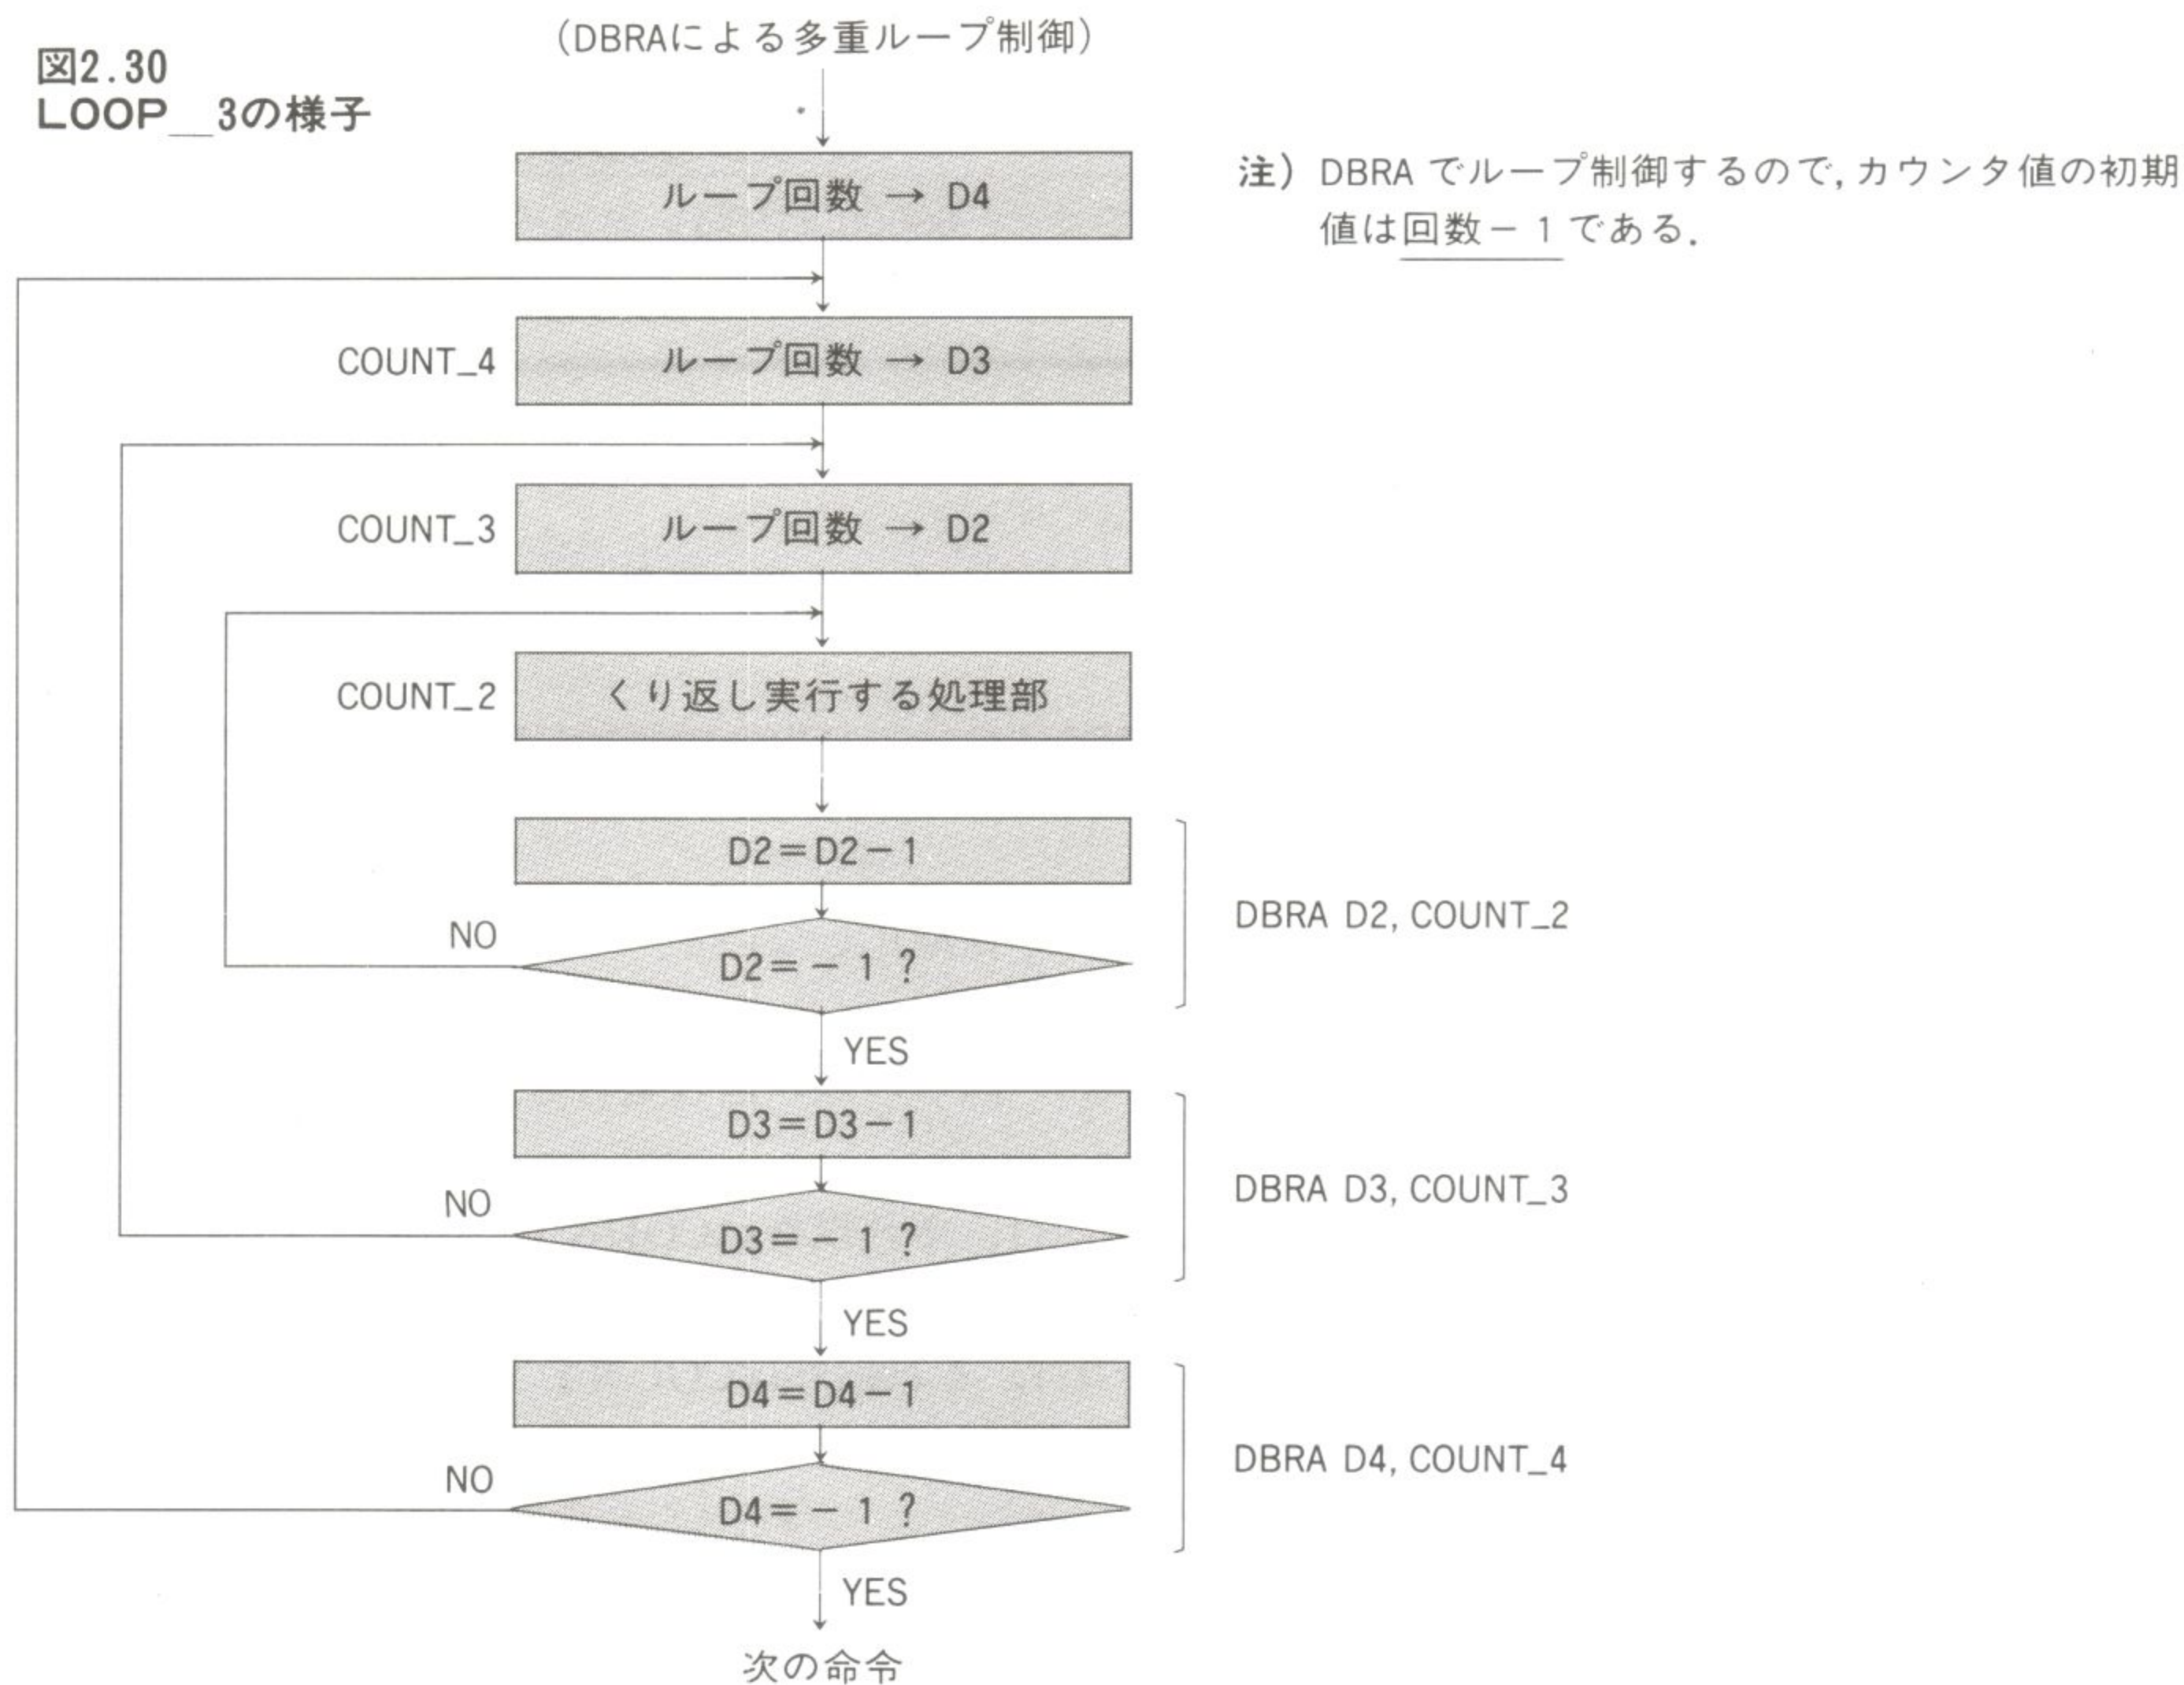 図2.30
LOOP__3の様子
(DBRAによる多重ループ制御)
ループ回数 → D4
注) DBRA でループ制御するので, カウンタ値の初期
値は回数－1である.
COUNT_4
ループ回数 → D3
COUNT_3
ループ回数 → D2
COUNT_2
くり返し実行する処理部
D2＝D2－1
DBRA D2, COUNT_2
NO
D2＝－1？
YES
D3＝D3－1
DBRA D3, COUNT_3
NO
D3＝－1？
YES
D4＝D4－1
DBRA D4, COUNT_4
NO
D4＝－1？
YES
次の命令